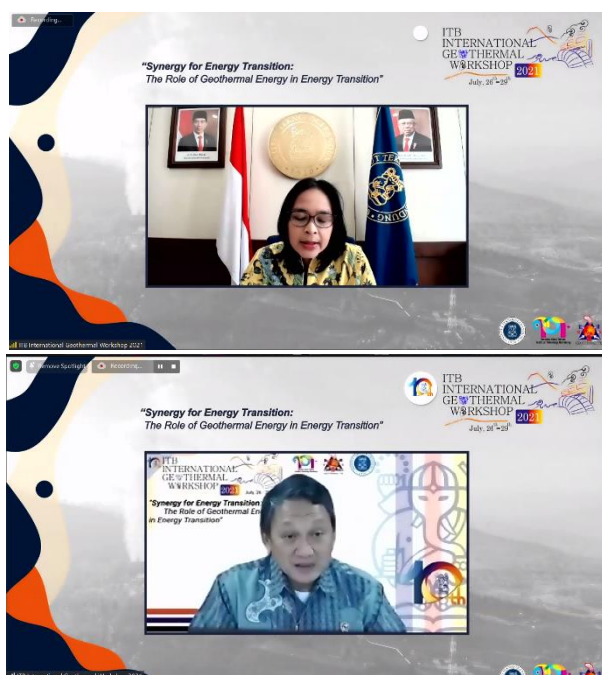 Recording...
ITB
INTERNATIONAL
GEOTHERMAL
WORKSHOP
2021
July, 26th-29th
"Synergy for Energy Transition:
The Role of Geothermal Energy in Energy Transition"
ITB International Geothermal Workshop 2021
Remove Spotlight
Recording...
ITB
INTERNATIONAL
GEOTHERMAL
WORKSHOP
2021
July, 26th-29th
"Synergy for Energy Transition:
The Role of Geothermal Energy in Energy Transition"
ITB
INTERNATIONAL
GEOTHERMAL
WORKSHOP
2021
"Synergy for Energy Transition:
The Role of Geothermal En
in Energy Transition"
10th